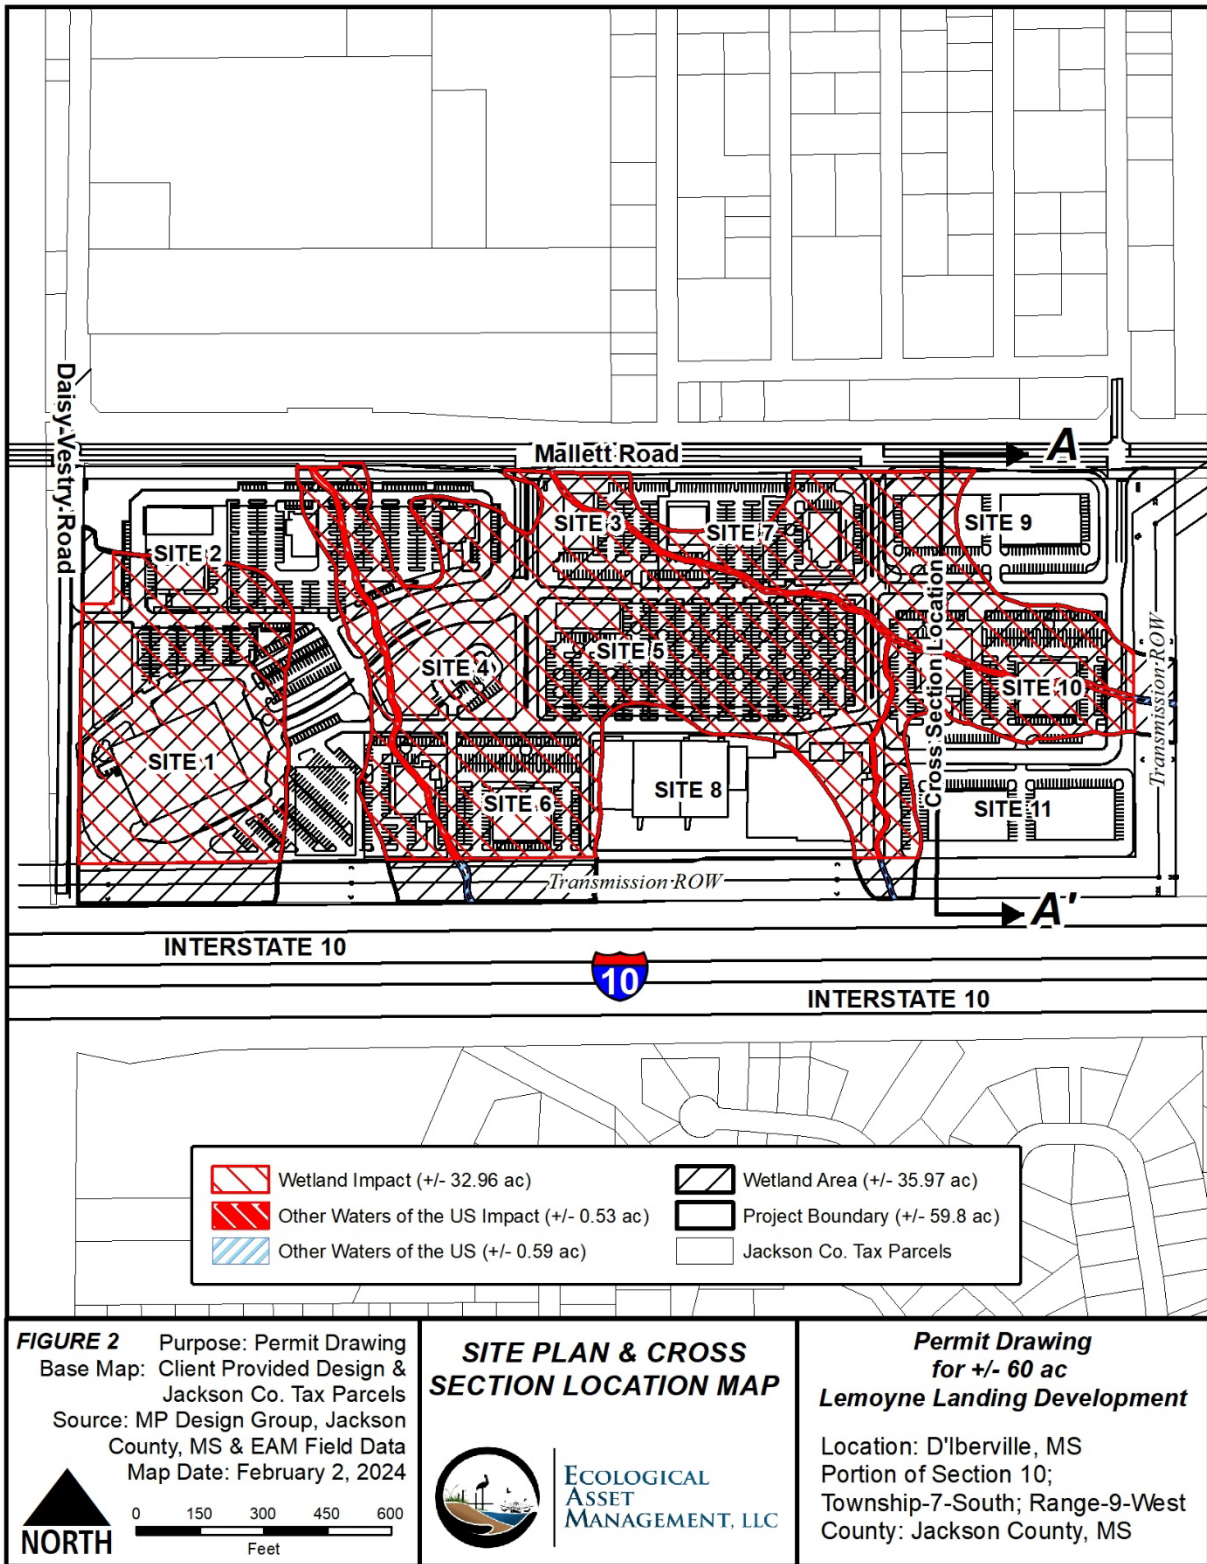 Daisy-Vestry Road
Mallett Road
A
SITE 2
SITE 3
SITE 7
SITE 9
Cross Section Location
Transmission ROW
SITE 4
SITE 5
SITE 10
SITE 1
SITE 6
SITE 8
SITE 11
Transmission ROW
A'
INTERSTATE 10
10
INTERSTATE 10
Wetland Impact (+/- 32.96 ac)
Other Waters of the US Impact (+/- 0.53 ac)
Other Waters of the US (+/- 0.59 ac)
Wetland Area (+/- 35.97 ac)
Project Boundary (+/- 59.8 ac)
Jackson Co. Tax Parcels
FIGURE 2 Purpose: Permit Drawing
Base Map: Client Provided Design &
Jackson Co. Tax Parcels
Source: MP Design Group, Jackson
County, MS & EAM Field Data
Map Date: February 2, 2024
NORTH
0 150 300 450 600
Feet
SITE PLAN & CROSS
SECTION LOCATION MAP
ECOLOGICAL
ASSET
MANAGEMENT, LLC
Permit Drawing
for +/- 60 ac
Lemoyne Landing Development
Location: D'Iberville, MS
Portion of Section 10;
Township-7-South; Range-9-West
County: Jackson County, MS